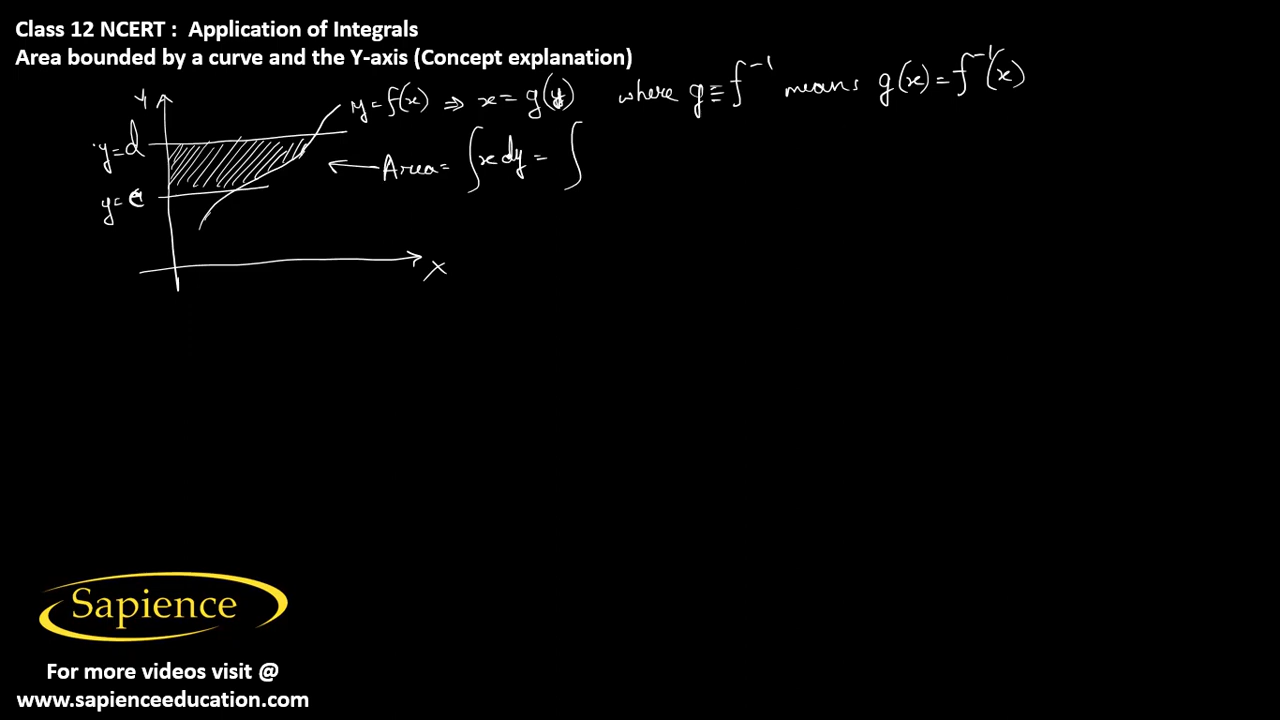 Class 12 NCERT : Application of Integrals
Area bounded by a curve and the Y-axis (Concept explanation)
Y
y = f(x) ⇒ x = g(y) where g ≡ f⁻¹ means g(x) = f⁻¹(x)
y = d
Area = ∫ x dy = ∫
y = c
X
Sapience
For more videos visit @
www.sapienceeducation.com